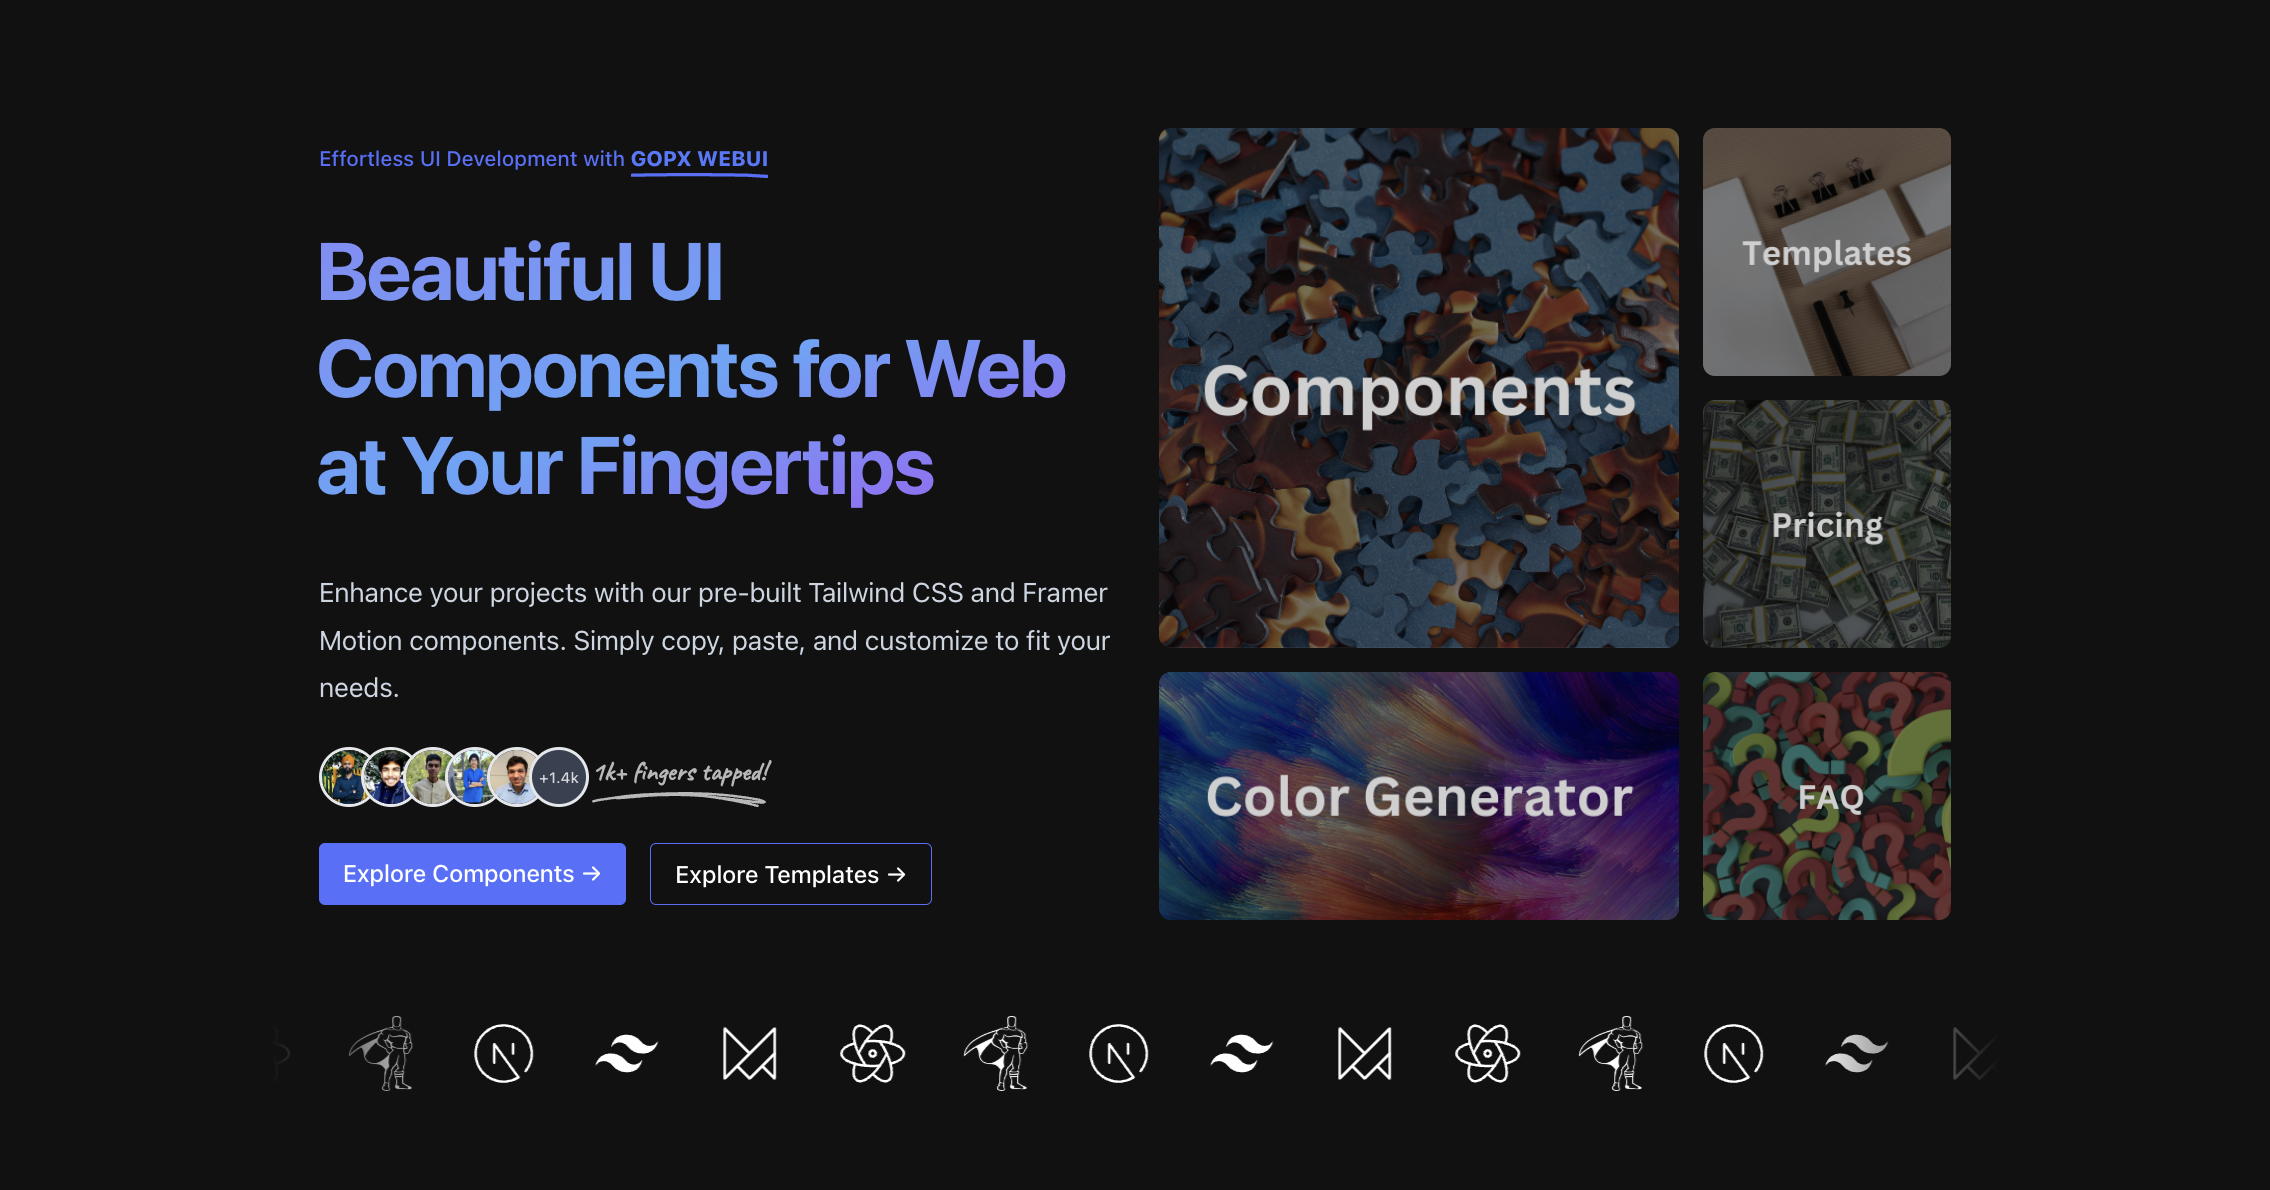 Effortless UI Development with GOPX WEBUI
Beautiful UI
Components for Web
at Your Fingertips
Enhance your projects with our pre-built Tailwind CSS and Framer
Motion components. Simply copy, paste, and customize to fit your
needs.
+1.4k
1k+ fingers tapped!
Explore Components →
Explore Templates →
Components
Templates
Pricing
Color Generator
FAQ